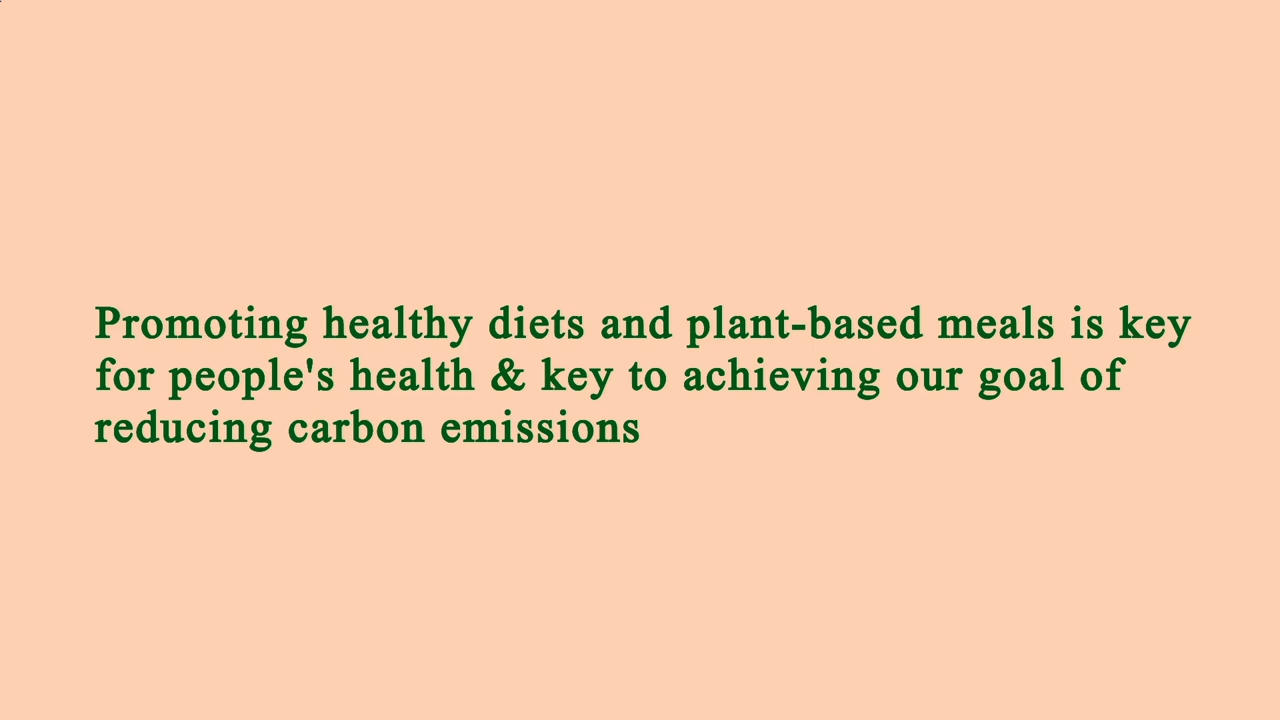 Promoting healthy diets and plant-based meals is key
for people's health & key to achieving our goal of
reducing carbon emissions